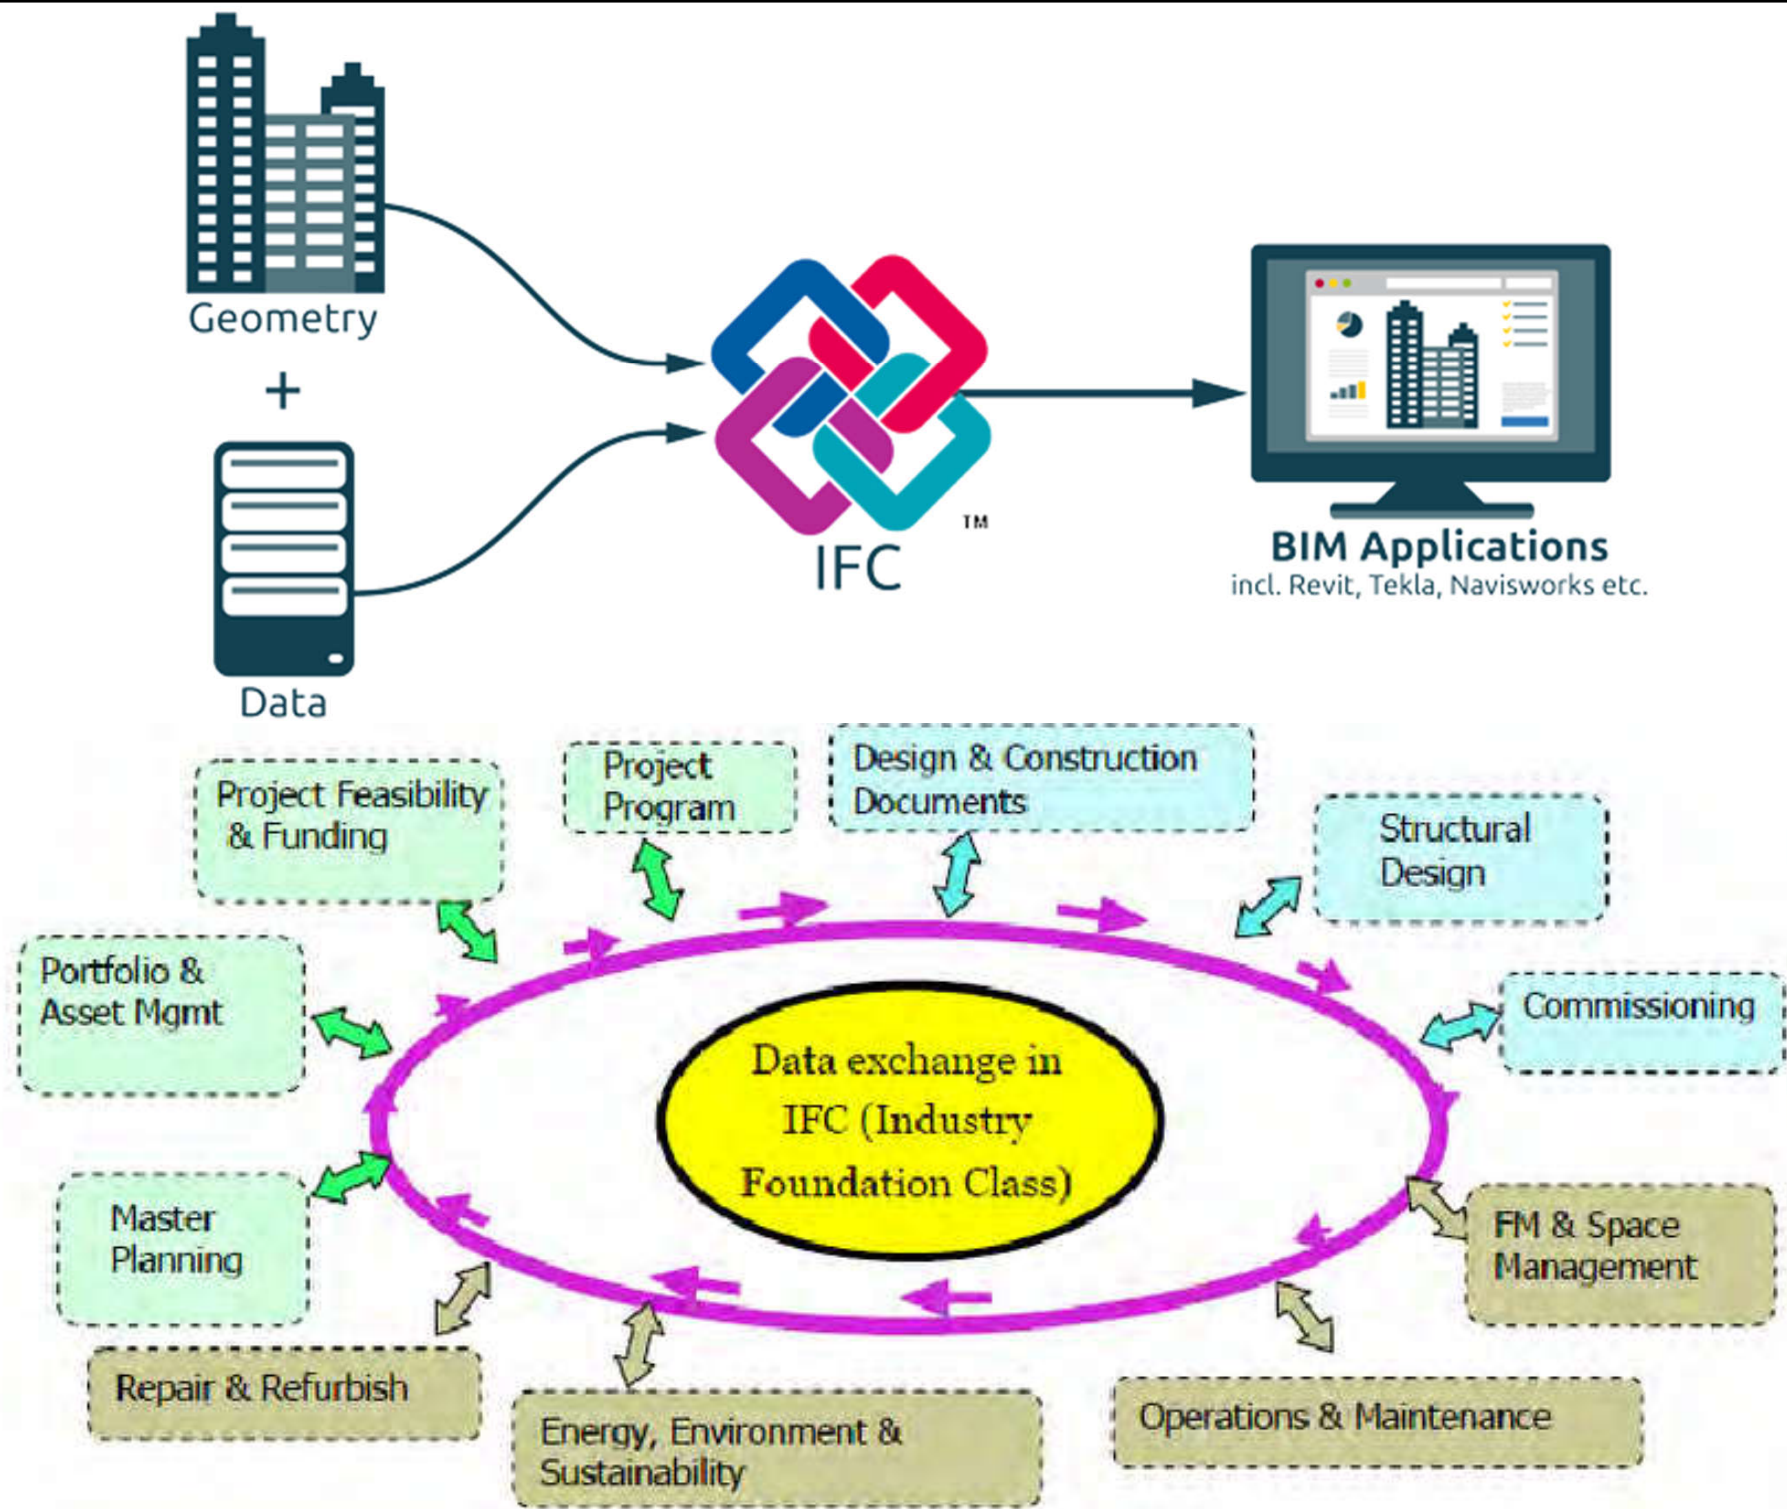 Geometry
+
Data
IFC
TM
BIM Applications
incl. Revit, Tekla, Navisworks etc.
Project Feasibility
& Funding
Project
Program
Design & Construction
Documents
Structural
Design
Portfolio &
Asset Mgmt
Commissioning
Data exchange in
IFC (Industry
Foundation Class)
Master
Planning
FM & Space
Management
Repair & Refurbish
Energy, Environment &
Sustainability
Operations & Maintenance